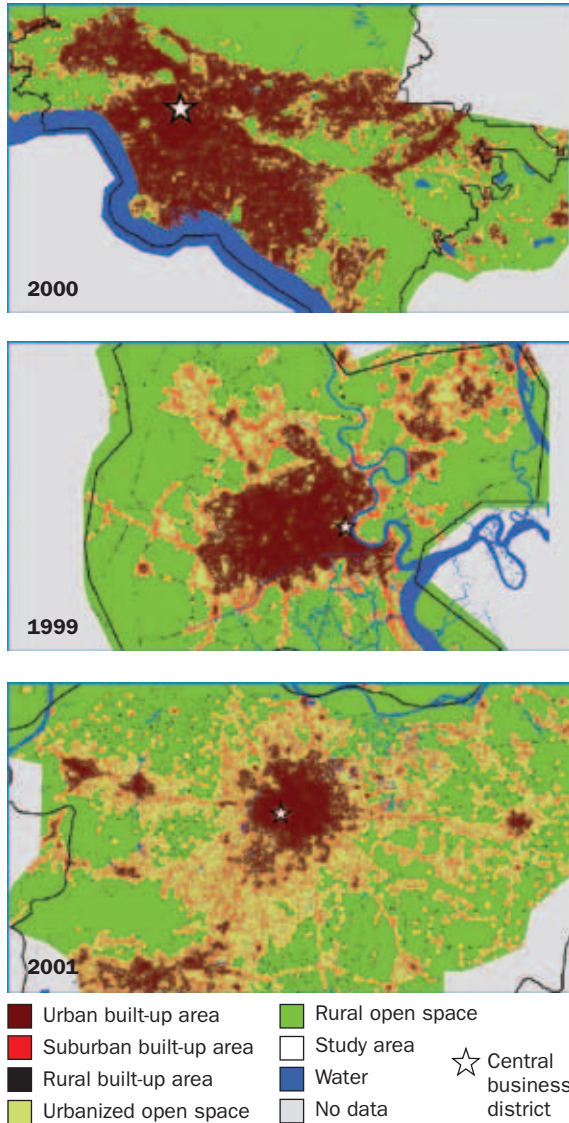 2000
1999
2001
Urban built-up area
Suburban built-up area
Rural built-up area
Urbanized open space
Rural open space
Study area
Water
No data
Central
business
district